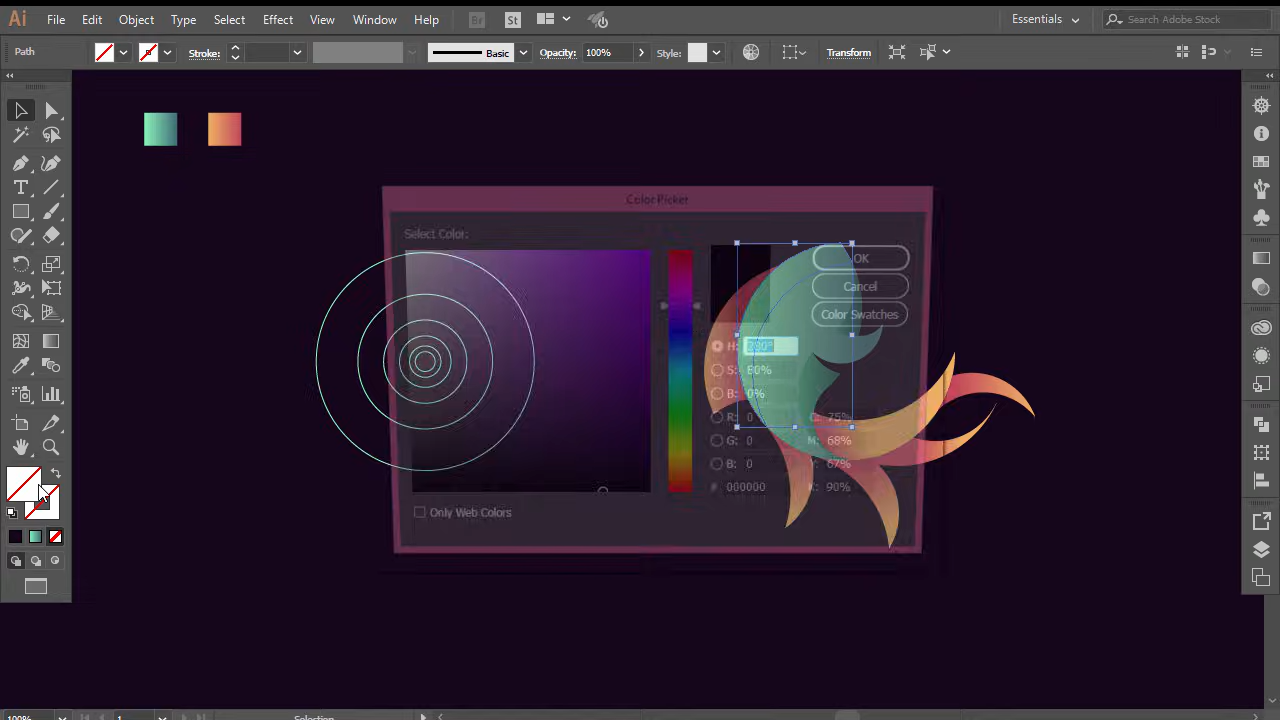 Ai File Edit Object Type Select Effect View Window Help Br St Essentials Search Adobe Stock
Path Stroke: Basic Opacity: 100% Style: Transform
Color Picker
Select Color:
OK
Cancel
Color Swatches
H:
S: 80%
B: 0%
R: 0 C: 75%
G: 0 M: 68%
B: 0 Y: 67%
# 000000 K: 90%
Only Web Colors
100% 1 Selection